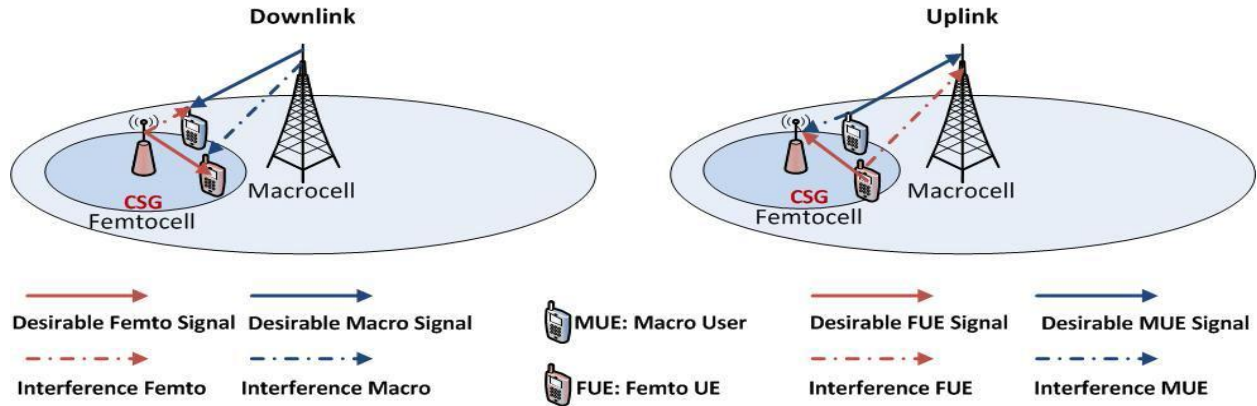 Downlink
Uplink
Macrocell
CSG
Femtocell
Macrocell
CSG
Femtocell
Desirable Femto Signal
Desirable Macro Signal
MUE: Macro User
Desirable FUE Signal
Desirable MUE Signal
Interference Femto
Interference Macro
FUE: Femto UE
Interference FUE
Interference MUE